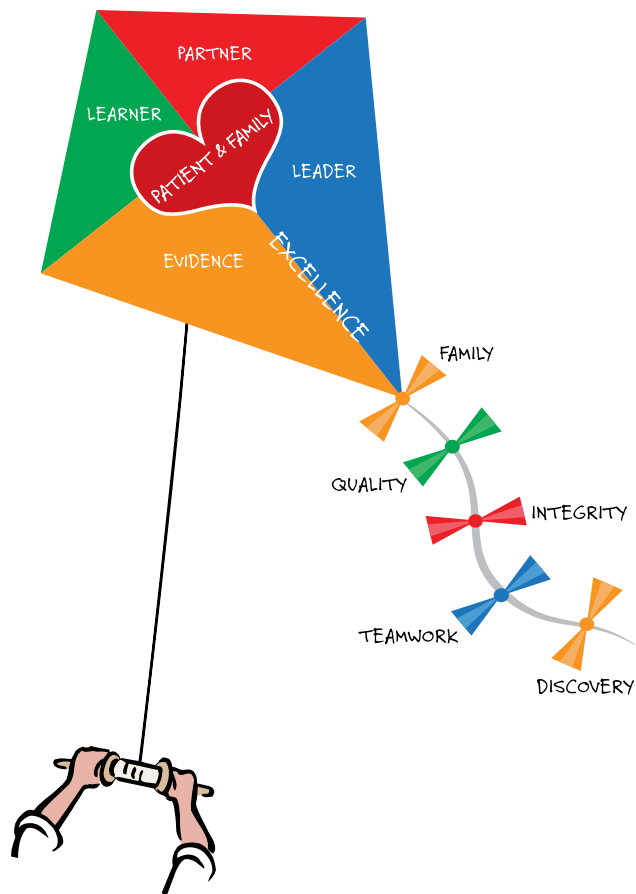 PARTNER
LEARNER
PATIENT & FAMILY
LEADER
EVIDENCE
EXCELLENCE
FAMILY
QUALITY
INTEGRITY
TEAMWORK
DISCOVERY